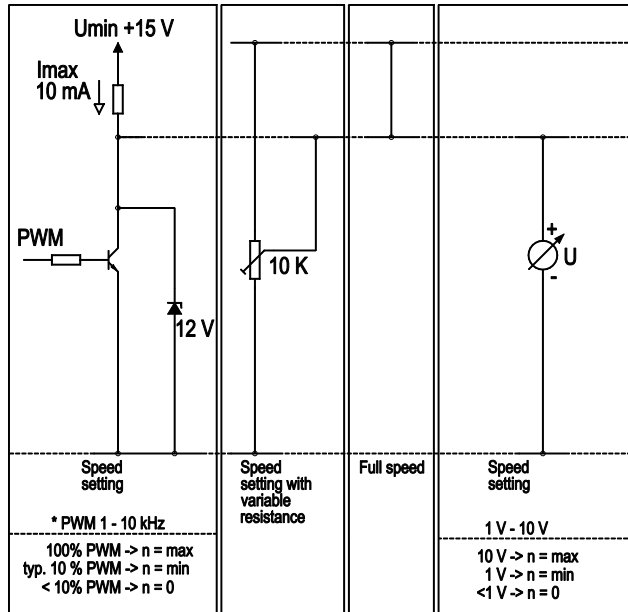 Umin +15 V
Imax
10 mA
PWM
12 V
Speed
setting
* PWM 1 - 10 kHz
100% PWM -> n = max
typ. 10 % PWM -> n = min
< 10% PWM -> n = 0
10 K
Speed
setting with
variable
resistance
Full speed
+
U
-
Speed
setting
1 V - 10 V
10 V -> n = max
1 V -> n = min
<1 V -> n = 0